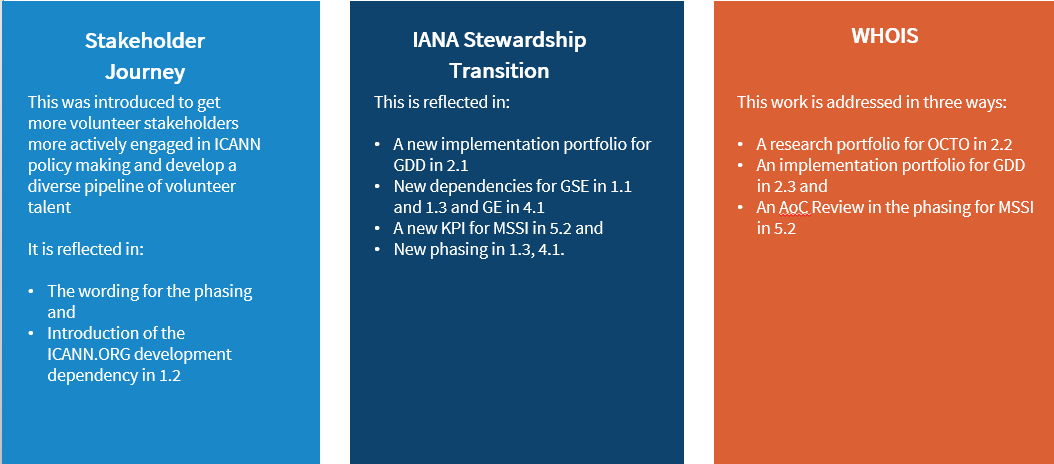 Stakeholder
Journey
This was introduced to get
more volunteer stakeholders
more actively engaged in ICANN
policy making and develop a
diverse pipeline of volunteer
talent
It is reflected in:
• The wording for the phasing
and
• Introduction of the
ICANN.ORG development
dependency in 1.2
IANA Stewardship
Transition
This is reflected in:
• A new implementation portfolio for
GDD in 2.1
• New dependencies for GSE in 1.1
and 1.3 and GE in 4.1
• A new KPI for MSSI in 5.2 and
• New phasing in 1.3, 4.1.
WHOIS
This work is addressed in three ways:
• A research portfolio for OCTO in 2.2
• An implementation portfolio for GDD
in 2.3 and
• An AoC Review in the phasing for MSSI
in 5.2